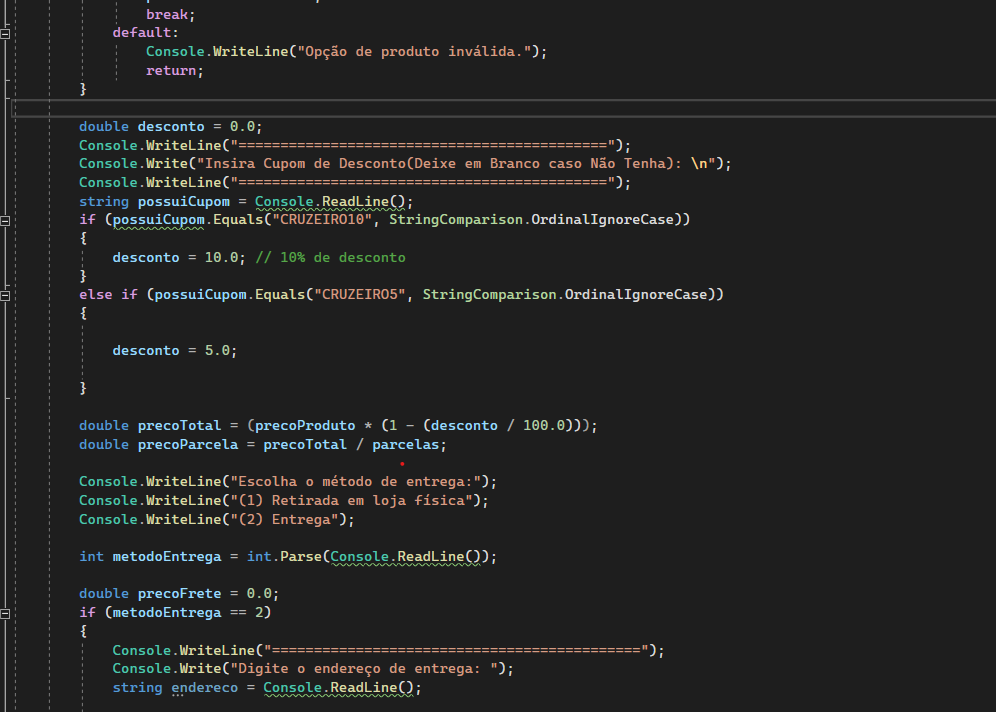 break;
default:
Console.WriteLine("Opção de produto inválida.");
return;
}
double desconto = 0.0;
Console.WriteLine("============================================");
Console.Write("Insira Cupom de Desconto(Deixe em Branco caso Não Tenha): \n");
Console.WriteLine("============================================");
string possuiCupom = Console.ReadLine();
if (possuiCupom.Equals("CRUZEIRO10", StringComparison.OrdinalIgnoreCase))
{
desconto = 10.0; // 10% de desconto
}
else if (possuiCupom.Equals("CRUZEIRO5", StringComparison.OrdinalIgnoreCase))
{
desconto = 5.0;
}
double precoTotal = (precoProduto * (1 - (desconto / 100.0)));
double precoParcela = precoTotal / parcelas;
Console.WriteLine("Escolha o método de entrega:");
Console.WriteLine("(1) Retirada em loja física");
Console.WriteLine("(2) Entrega");
int metodoEntrega = int.Parse(Console.ReadLine());
double precoFrete = 0.0;
if (metodoEntrega == 2)
{
Console.WriteLine("============================================");
Console.Write("Digite o endereço de entrega: ");
string endereco = Console.ReadLine();